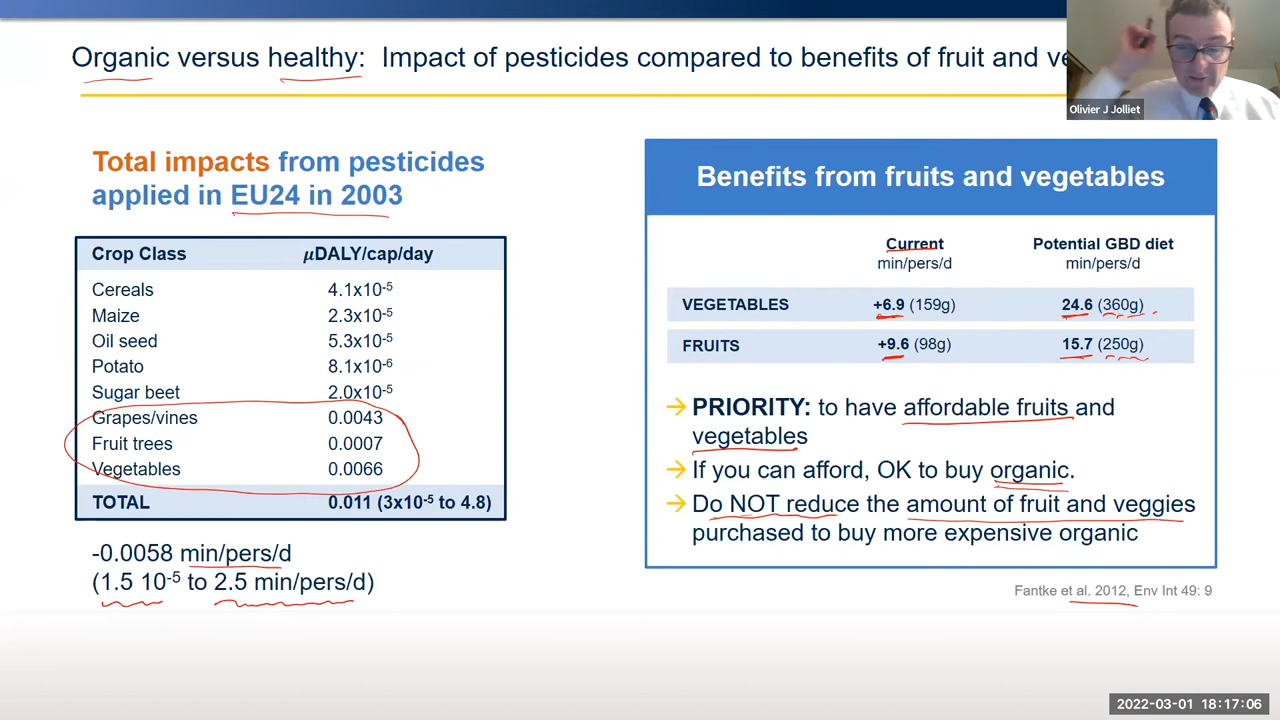 Organic versus healthy: Impact of pesticides compared to benefits of fruit and
Olivier J Jolliet
Total impacts from pesticides
applied in EU24 in 2003
Crop Class 𝜇DALY/cap/day
Cereals 4.1x10⁻⁵
Maize 2.3x10⁻⁵
Oil seed 5.3x10⁻⁵
Potato 8.1x10⁻⁶
Sugar beet 2.0x10⁻⁵
Grapes/vines 0.0043
Fruit trees 0.0007
Vegetables 0.0066
TOTAL 0.011 (3x10⁻⁵ to 4.8)
-0.0058 min/pers/d
(1.5 10⁻⁵ to 2.5 min/pers/d)
Benefits from fruits and vegetables
Current Potential GBD diet
min/pers/d min/pers/d
VEGETABLES +6.9 (159g) 24.6 (360g)
FRUITS +9.6 (98g) 15.7 (250g)
→ PRIORITY: to have affordable fruits and
vegetables
→ If you can afford, OK to buy organic.
→ Do NOT reduce the amount of fruit and veggies
purchased to buy more expensive organic
Fantke et al. 2012, Env Int 49: 9
2022-03-01 18:17:06